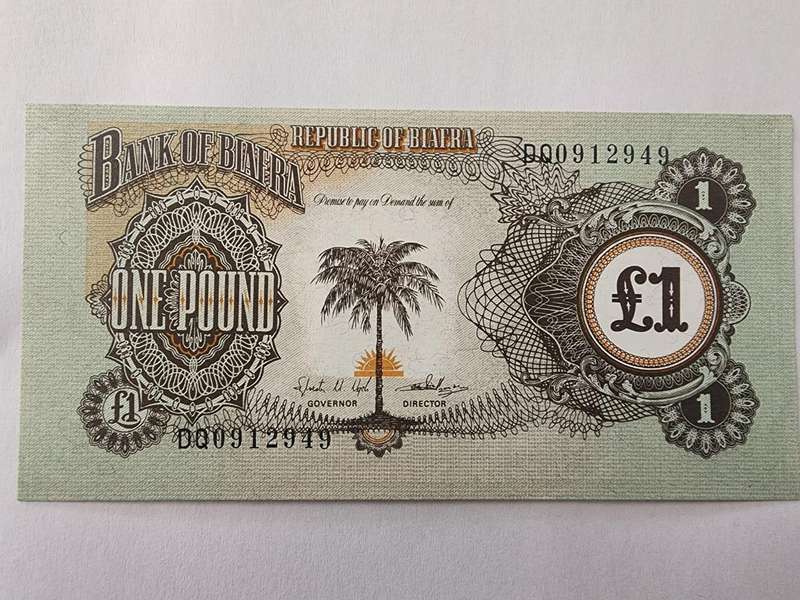 BANK OF BIAFRA
REPUBLIC OF BIAFRA
DQ0912949
1
Promise to pay on Demand the sum of
ONE POUND
£1
GOVERNOR
DIRECTOR
£1
1
DQ0912949